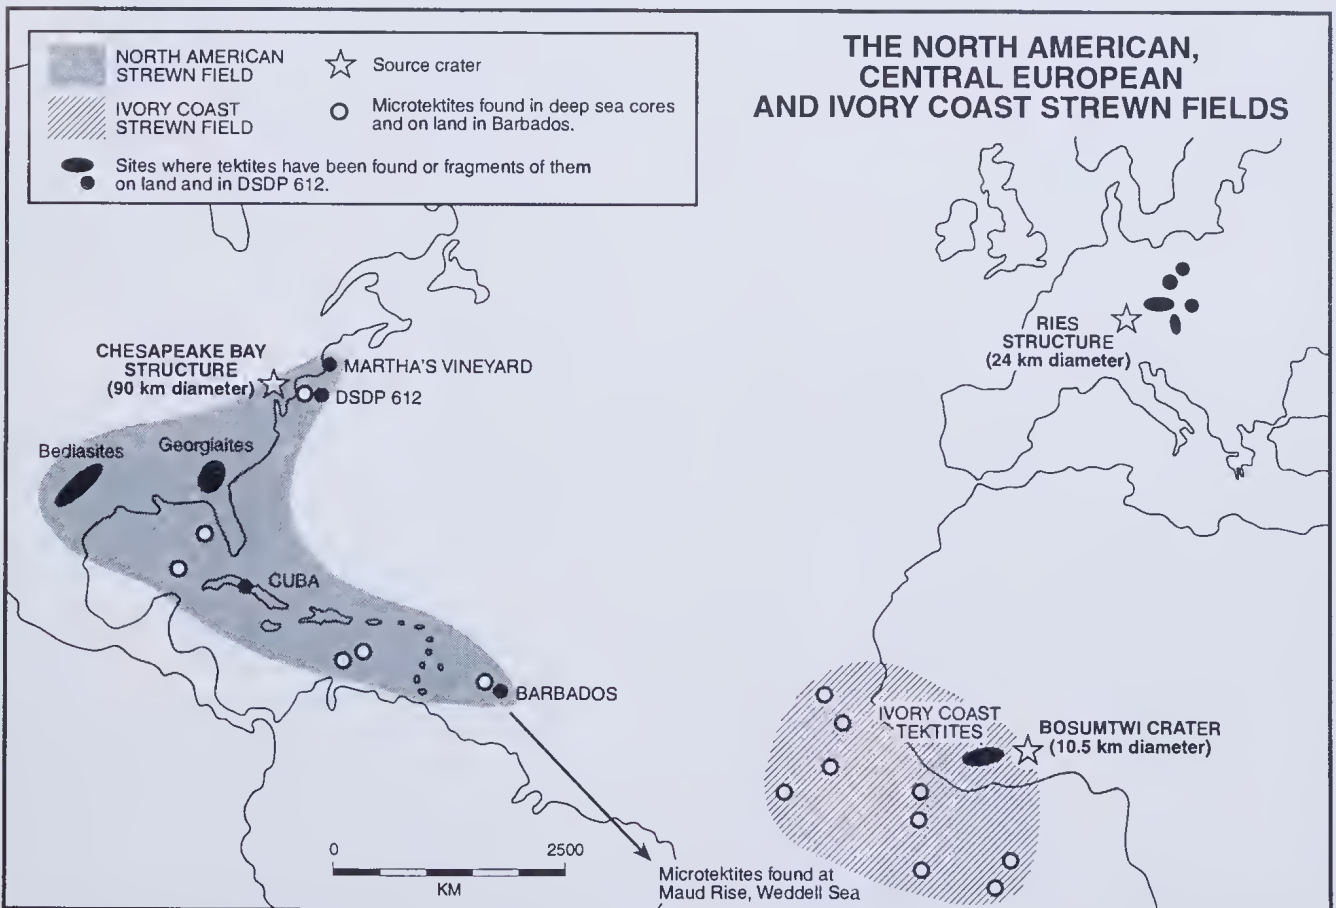 NORTH AMERICAN
STREWN FIELD
Source crater
IVORY COAST
STREWN FIELD
Microtektites found in deep sea cores
and on land in Barbados.
Sites where tektites have been found or fragments of them
on land and in DSDP 612.
THE NORTH AMERICAN,
CENTRAL EUROPEAN
AND IVORY COAST STREWN FIELDS
CHESAPEAKE BAY
STRUCTURE
(90 km diameter)
MARTHA'S VINEYARD
DSDP 612
Bediasites
Georgiaites
CUBA
BARBADOS
RIES
STRUCTURE
(24 km diameter)
IVORY COAST
TEKTITES
BOSUMTWI CRATER
(10.5 km diameter)
0 2500
KM
Microtektites found at
Maud Rise, Weddell Sea